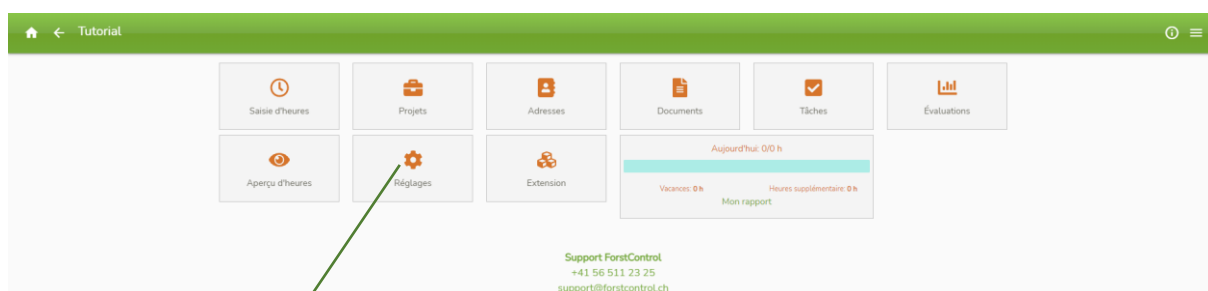 Tutorial
Saisie d'heures
Projets
Adresses
Documents
Tâches
Évaluations
Aperçu d'heures
Réglages
Extension
Aujourd'hui: 0/0 h
Vacances: 0 h
Heures supplémentaire: 0 h
Mon rapport
Support ForstControl
+41 56 511 23 25
support@forstcontrol.ch